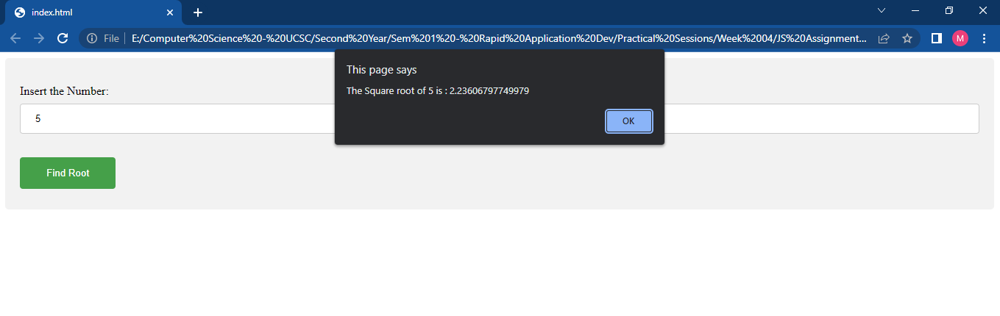 index.html
File
E:/Computer%20Science%20-%20UCSC/Second%20Year/Sem%201%20-%20Rapid%20Application%20Dev/Practical%20Sessions/Week%2004/JS%20Assignment...
M
This page says
The Square root of 5 is : 2.23606797749979
OK
Insert the Number:
5
Find Root